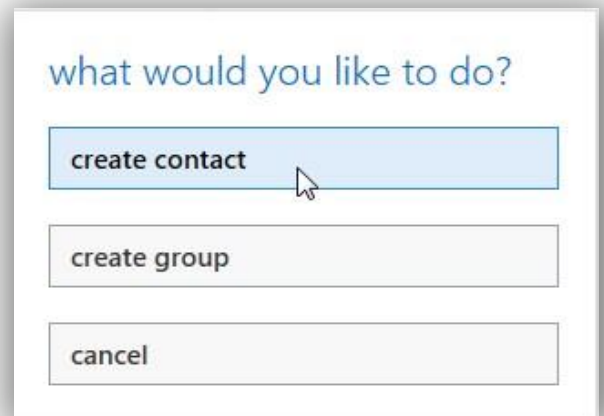 what would you like to do?
create contact
create group
cancel